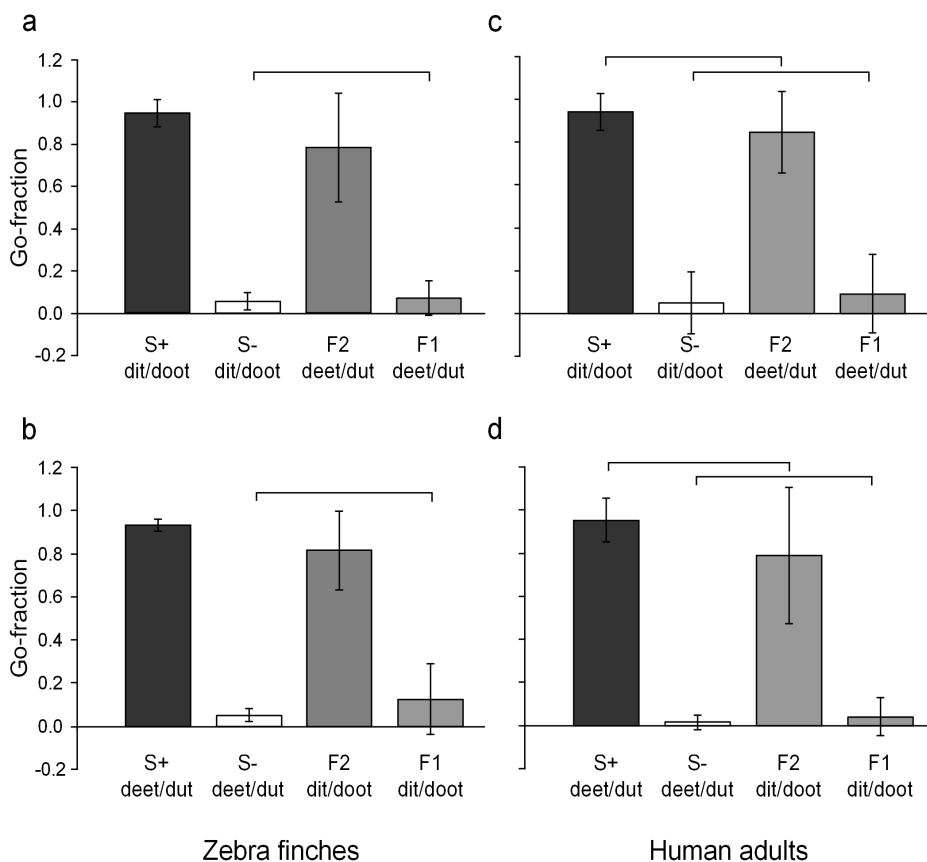 a
1.2
1.0
0.8
0.6
0.4
0.2
0.0
-0.2
Go-fraction
S+ S- F2 F1
dit/doot dit/doot deet/dut deet/dut
c
S+ S- F2 F1
dit/doot dit/doot deet/dut deet/dut
b
1.2
1.0
0.8
0.6
0.4
0.2
0.0
-0.2
Go-fraction
S+ S- F2 F1
deet/dut deet/dut dit/doot dit/doot
d
S+ S- F2 F1
deet/dut deet/dut dit/doot dit/doot
Zebra finches
Human adults